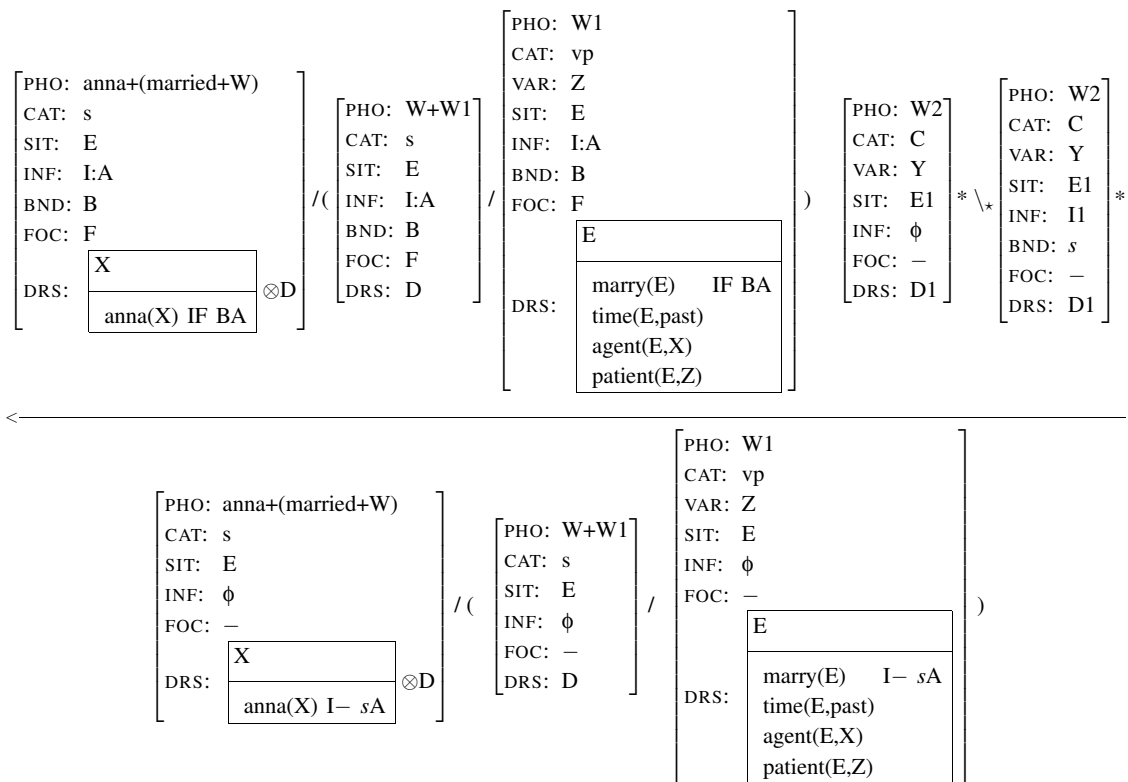 PHO: anna+(married+W)
CAT: s
SIT: E
INF: I:A
BND: B
FOC: F
DRS: X
anna(X) IF BA
⊗D
/(
PHO: W+W1
CAT: s
SIT: E
INF: I:A
BND: B
FOC: F
DRS: D
/
PHO: W1
CAT: vp
VAR: Z
SIT: E
INF: I:A
BND: B
FOC: F
DRS: E
marry(E) IF BA
time(E,past)
agent(E,X)
patient(E,Z)
)
PHO: W2
CAT: C
VAR: Y
SIT: E1
INF: ϕ
FOC: −
DRS: D1
* \⋆
PHO: W2
CAT: C
VAR: Y
SIT: E1
INF: I1
BND: s
FOC: −
DRS: D1
*
<
PHO: anna+(married+W)
CAT: s
SIT: E
INF: ϕ
FOC: −
DRS: X
anna(X) I− sA
⊗D
/(
PHO: W+W1
CAT: s
SIT: E
INF: ϕ
FOC: −
DRS: D
/
PHO: W1
CAT: vp
VAR: Z
SIT: E
INF: ϕ
FOC: −
DRS: E
marry(E) I− sA
time(E,past)
agent(E,X)
patient(E,Z)
)